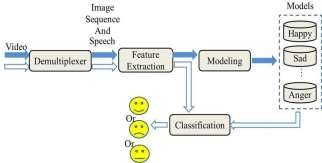 Image
Sequence
And
Speech
Models
Video
Demultiplexer
Feature
Extraction
Modeling
Happy
Sad
Anger
Or
Or
Classification